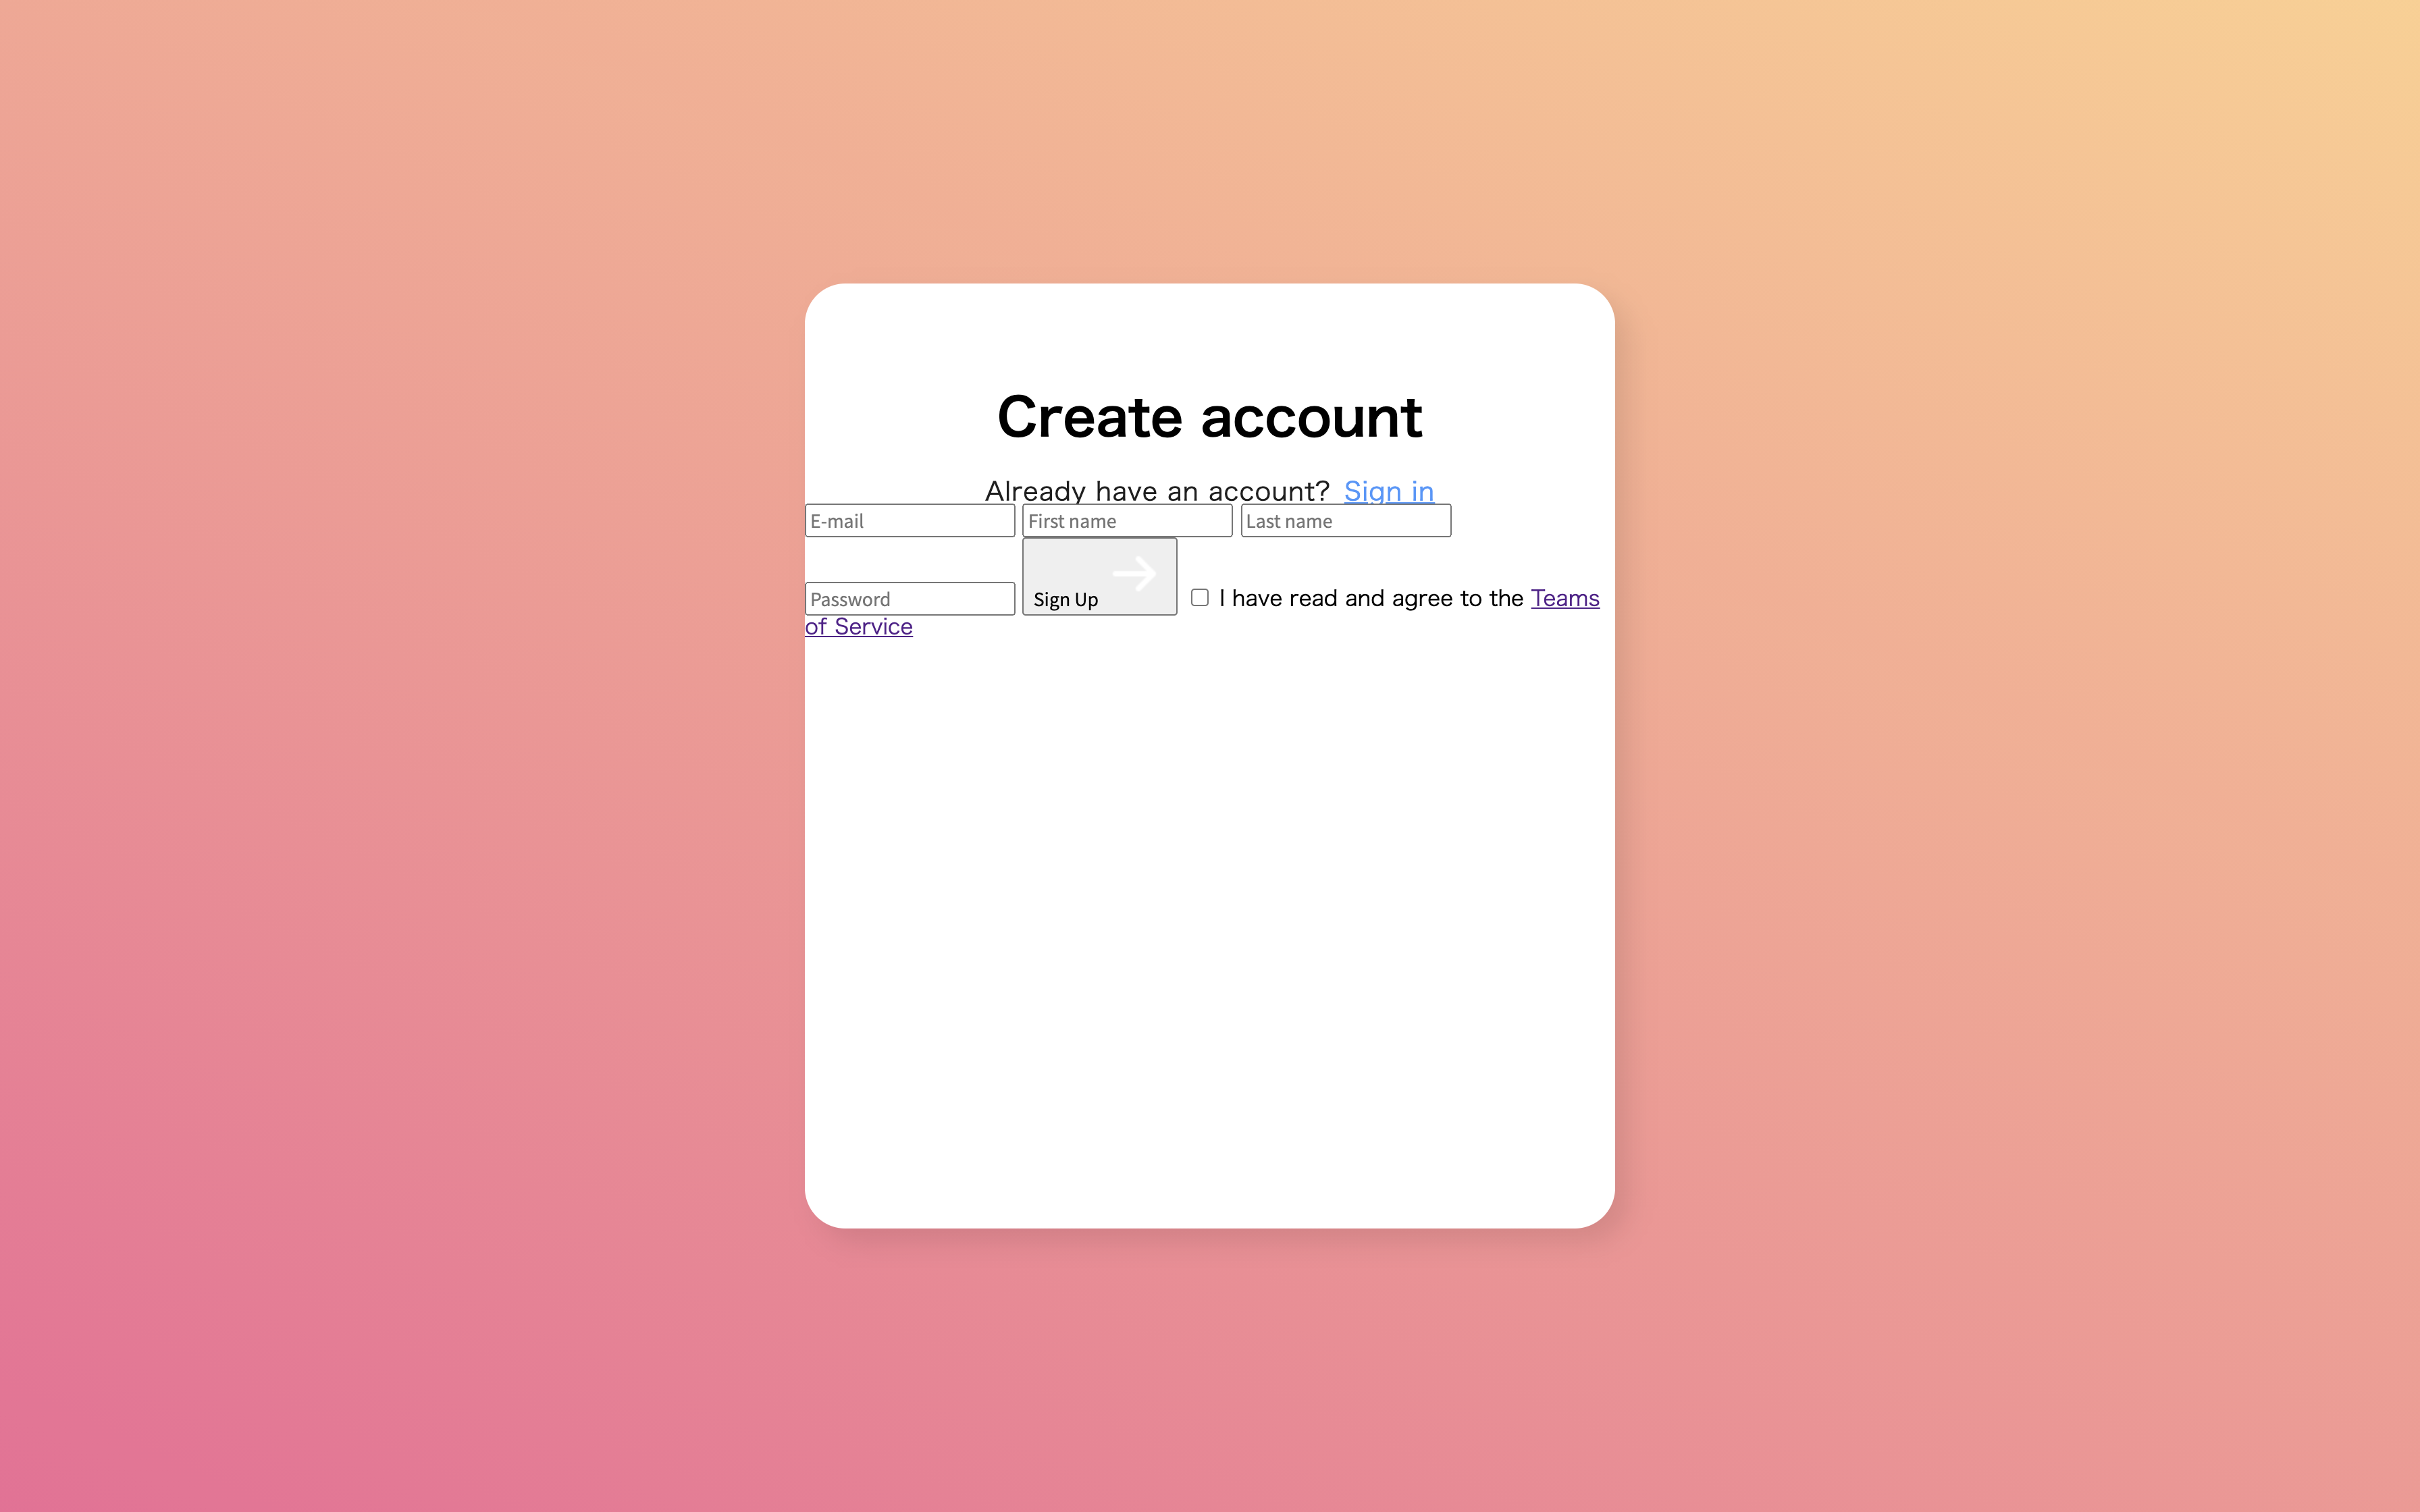 Create account
Already have an account? Sign in
E-mail First name Last name
Password Sign Up I have read and agree to the Teams
of Service